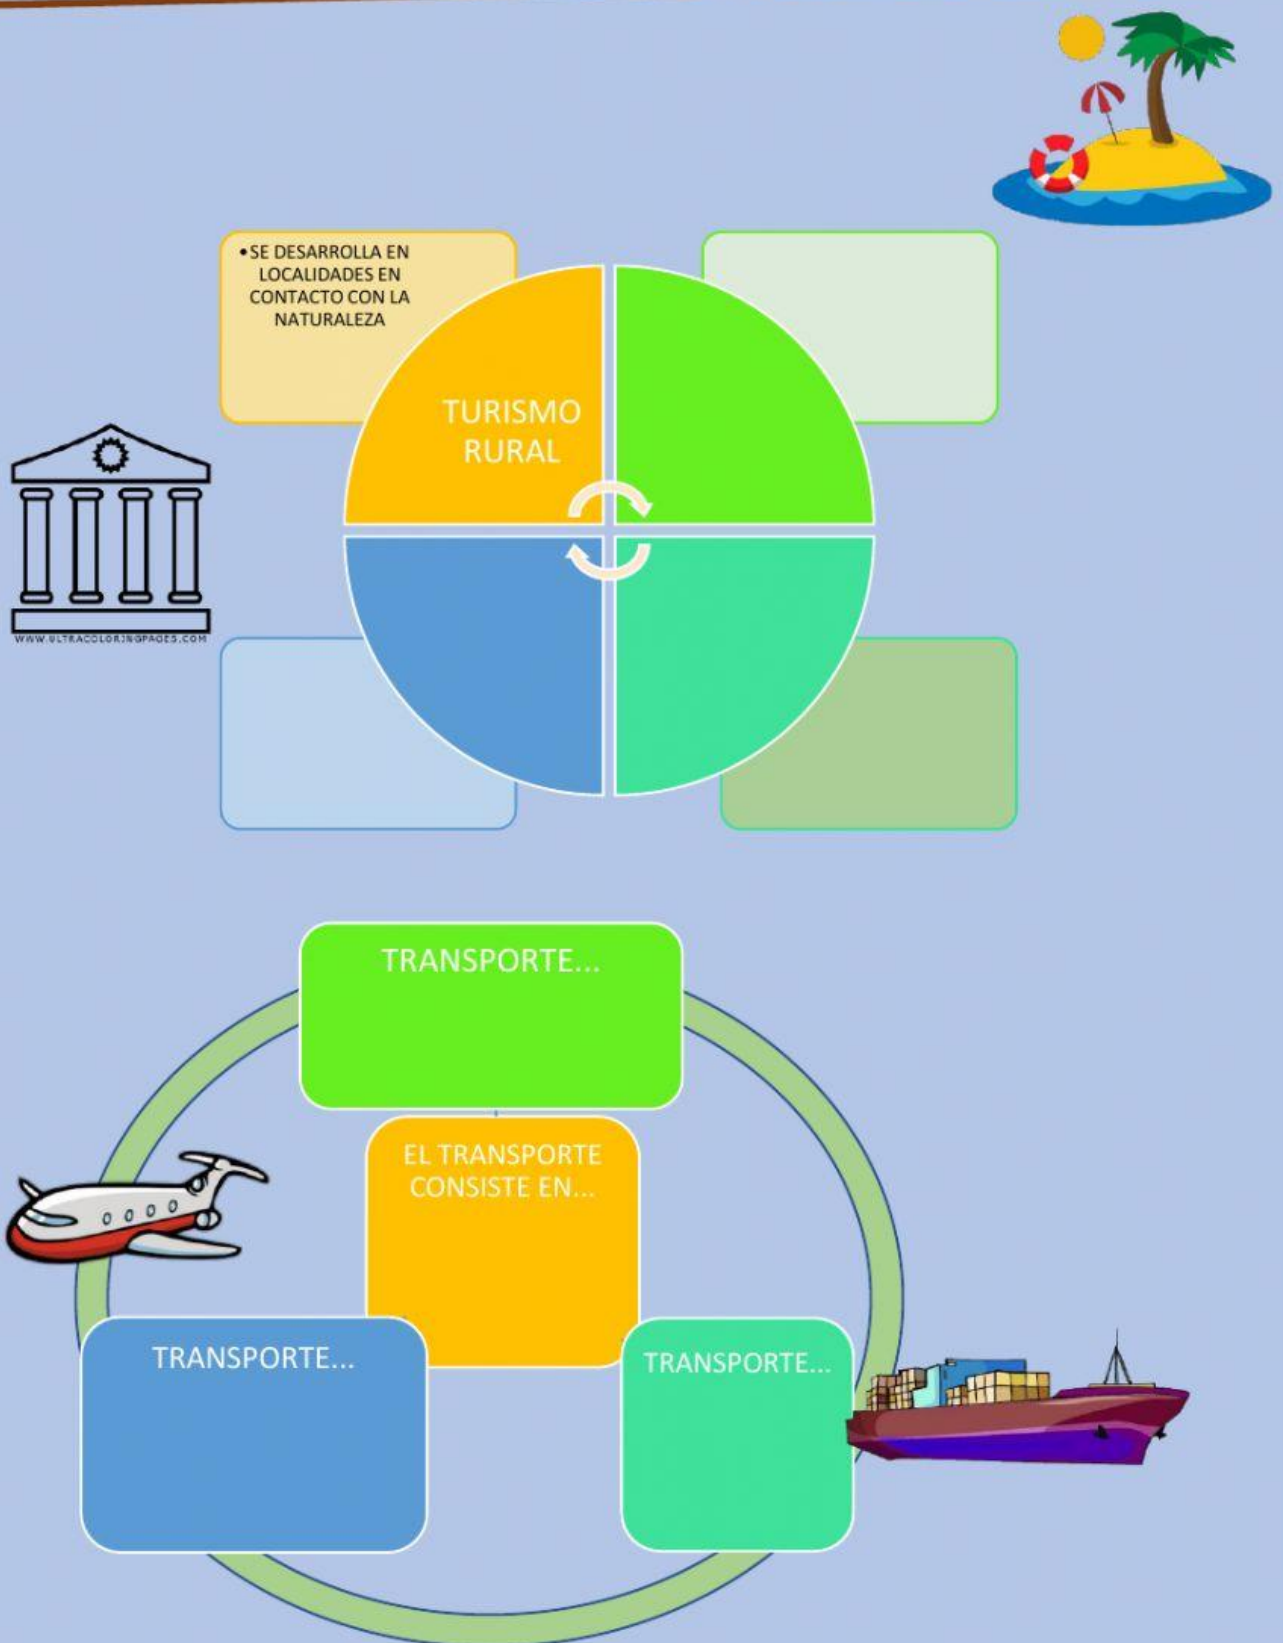 • SE DESARROLLA EN
LOCALIDADES EN
CONTACTO CON LA
NATURALEZA
TURISMO
RURAL
WWW.ULTRACOLORINGPAGES.COM
TRANSPORTE...
EL TRANSPORTE
CONSISTE EN...
TRANSPORTE...
TRANSPORTE...